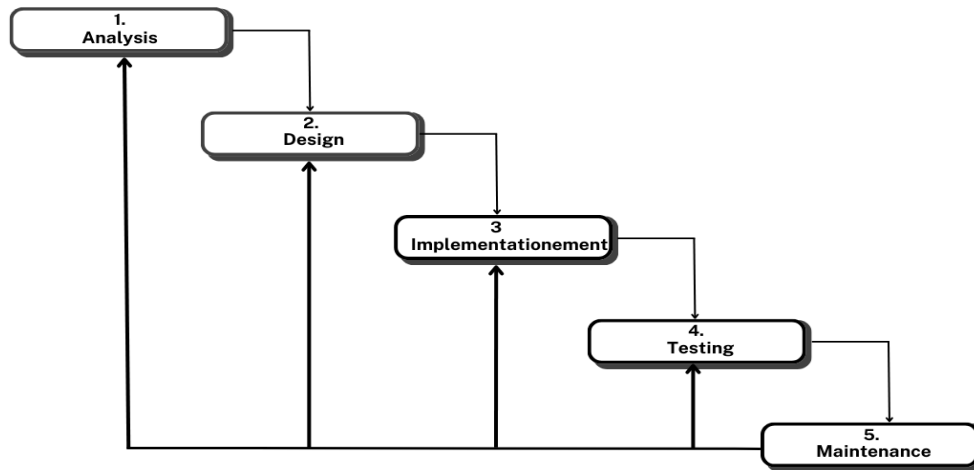 1.
Analysis
2.
Design
3
Implementationement
4.
Testing
5.
Maintenance